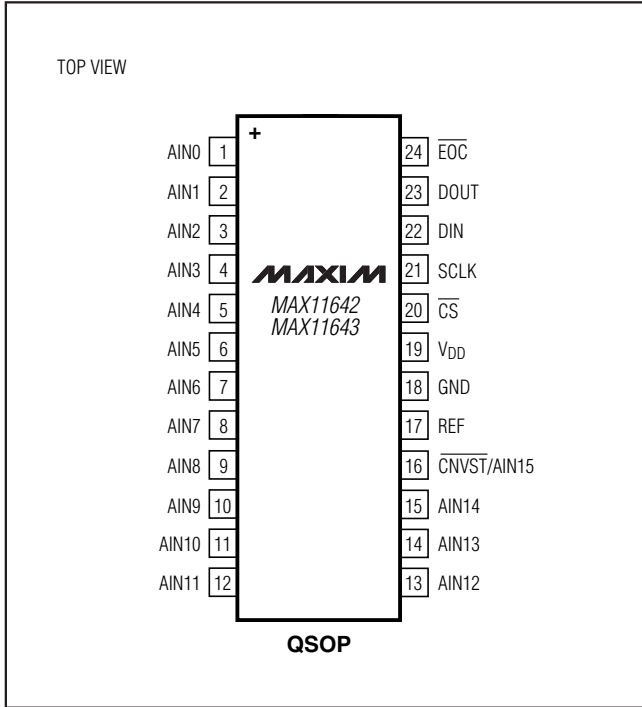 TOP VIEW
+
AIN0 1
AIN1 2
AIN2 3
AIN3 4
AIN4 5
AIN5 6
AIN6 7
AIN7 8
AIN8 9
AIN9 10
AIN10 11
AIN11 12
MAXIM
MAX11642
MAX11643
24 EOC
23 DOUT
22 DIN
21 SCLK
20 CS
19 VDD
18 GND
17 REF
16 CNVST/AIN15
15 AIN14
14 AIN13
13 AIN12
QSOP